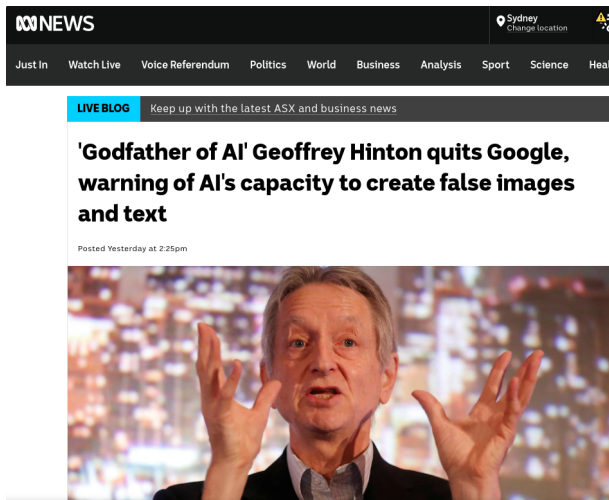 NEWS
Sydney
Change location
Just In Watch Live Voice Referendum Politics World Business Analysis Sport Science
LIVE BLOG Keep up with the latest ASX and business news
'Godfather of AI' Geoffrey Hinton quits Google,
warning of AI's capacity to create false images
and text
Posted Yesterday at 2:25pm